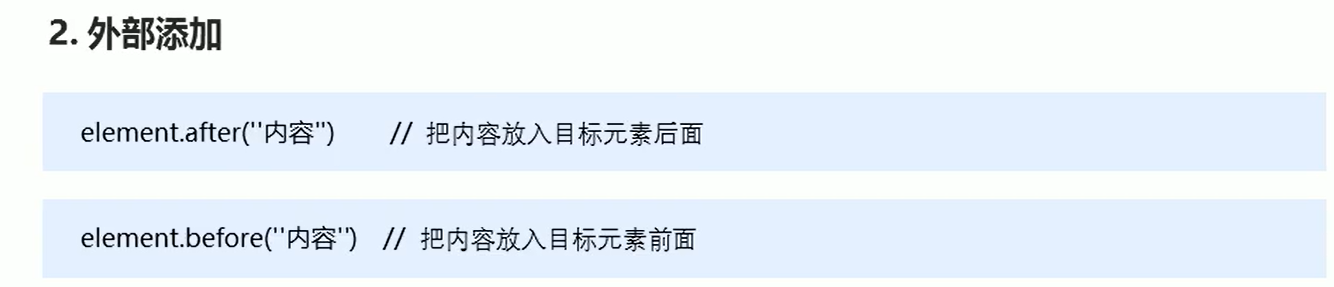 2. 外部添加
element.after(''内容'') // 把内容放入目标元素后面
element.before(''内容'') // 把内容放入目标元素前面